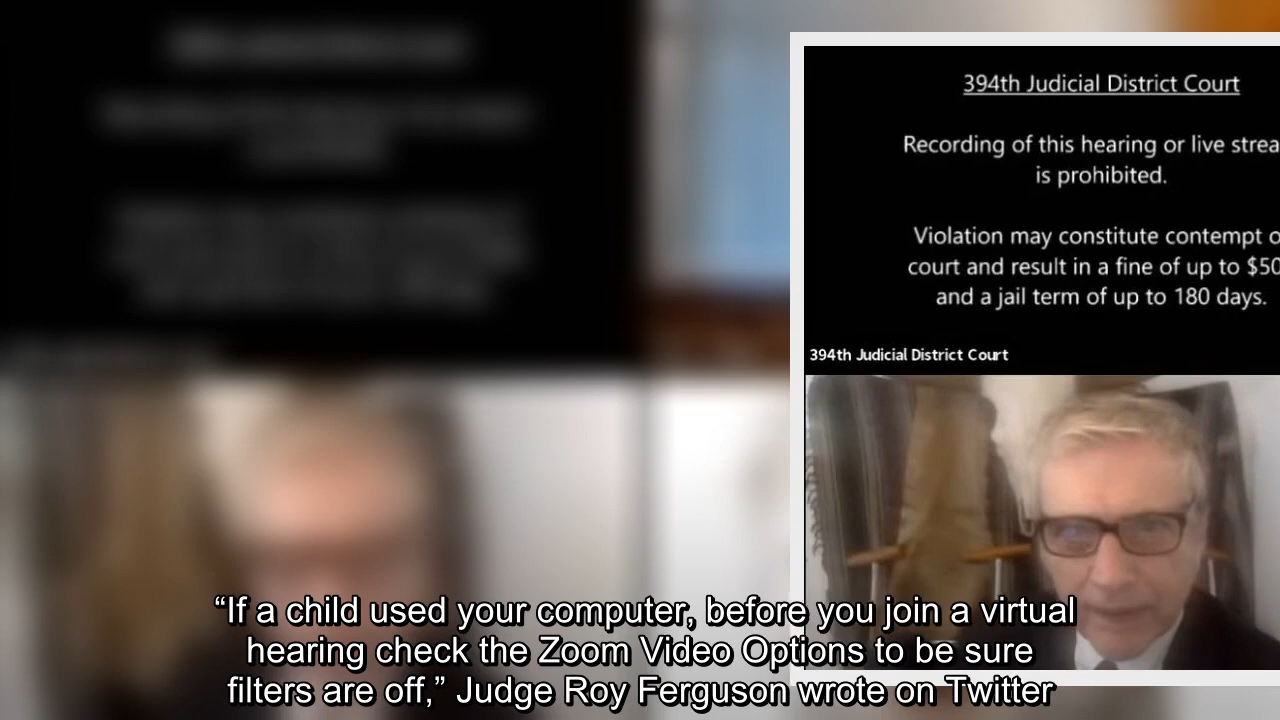 394th Judicial District Court
Recording of this hearing or live strea
is prohibited.
Violation may constitute contempt o
court and result in a fine of up to $50
and a jail term of up to 180 days.
394th Judicial District Court
“If a child used your computer, before you join a virtual
hearing check the Zoom Video Options to be sure
filters are off,” Judge Roy Ferguson wrote on Twitter